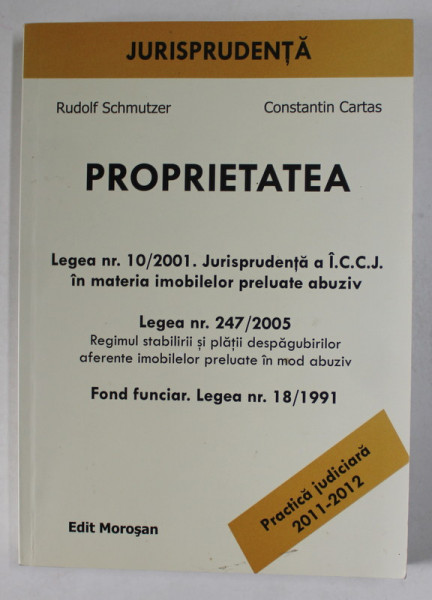 JURISPRUDENȚĂ
Rudolf Schmutzer
Constantin Cartas
PROPRIETATEA
Legea nr. 10/2001. Jurisprudență a Î.C.C.J.
în materia imobilelor preluate abuziv
Legea nr. 247/2005
Regimul stabilirii și plății despăgubirilor
aferente imobilelor preluate în mod abuziv
Fond funciar. Legea nr. 18/1991
Practică judiciară
2011-2012
Edit Moroșan